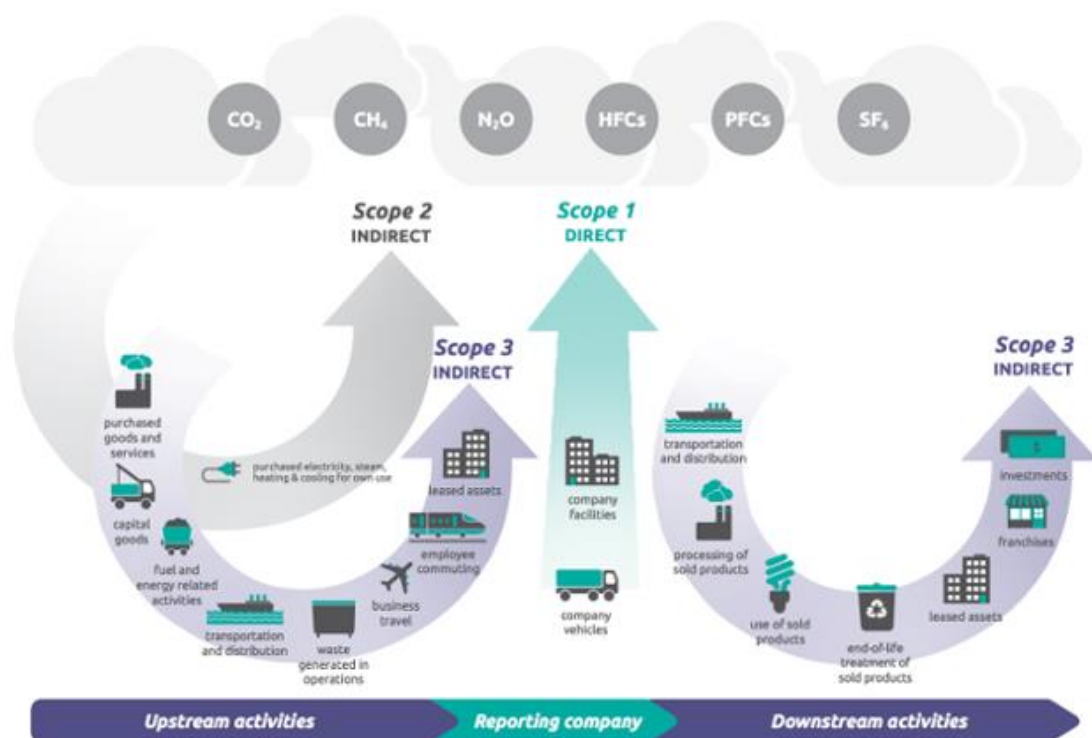 CO₂ CH₄ N₂O HFCs PFCs SF₆
Scope 2
INDIRECT
Scope 1
DIRECT
Scope 3
INDIRECT
Scope 3
INDIRECT
purchased
goods and
services
capital
goods
fuel and
energy related
activities
transportation
and distribution
waste
generated in
operations
business
travel
employee
commuting
leased assets
purchased electricity, steam,
heating & cooling for own use
company
facilities
company
vehicles
transportation
and distribution
processing of
sold products
use of sold
products
end-of-life
treatment of
sold products
leased assets
franchises
$
investments
Upstream activities
Reporting company
Downstream activities